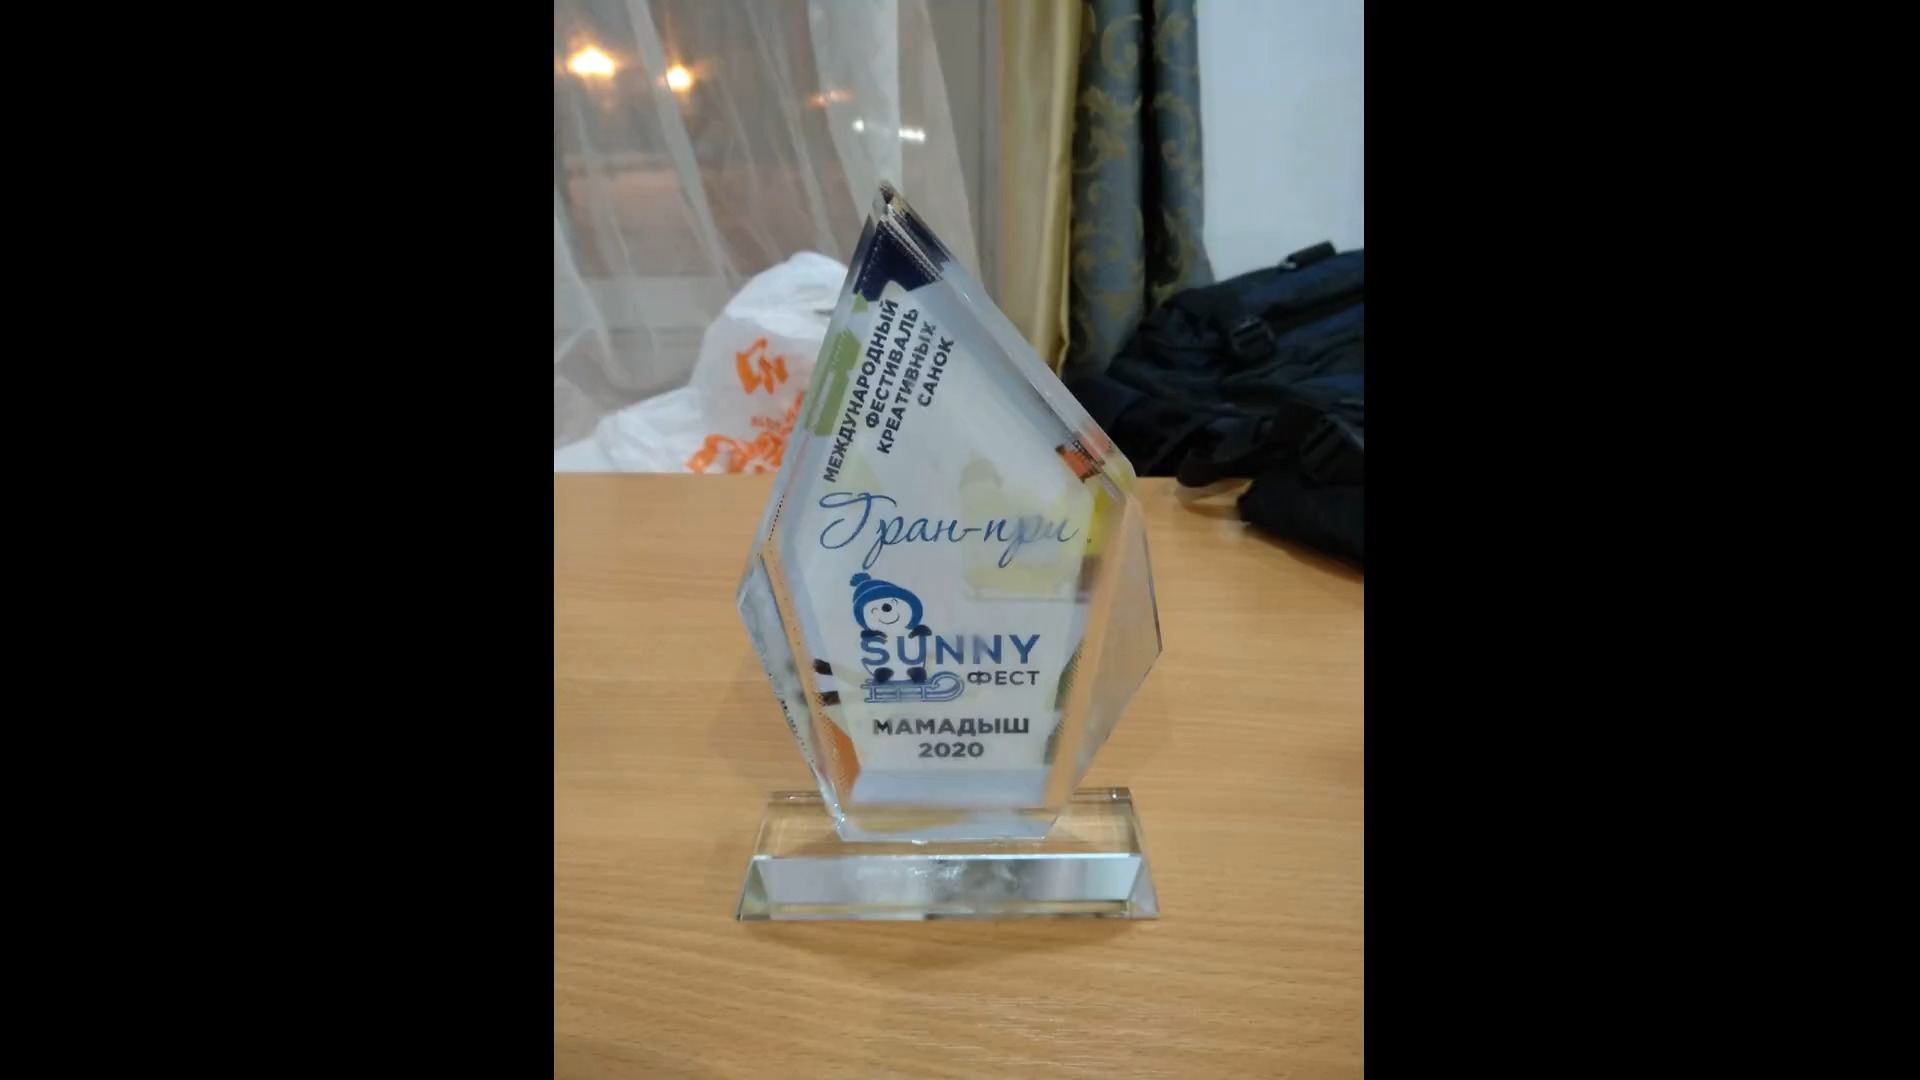 МЕЖДУНАРОДНЫЙ
ФЕСТИВАЛЬ
КРЕАТИВНЫХ
САНОК
Гран-при
SUNNY
ФЕСТ
МАМАДЫШ
2020